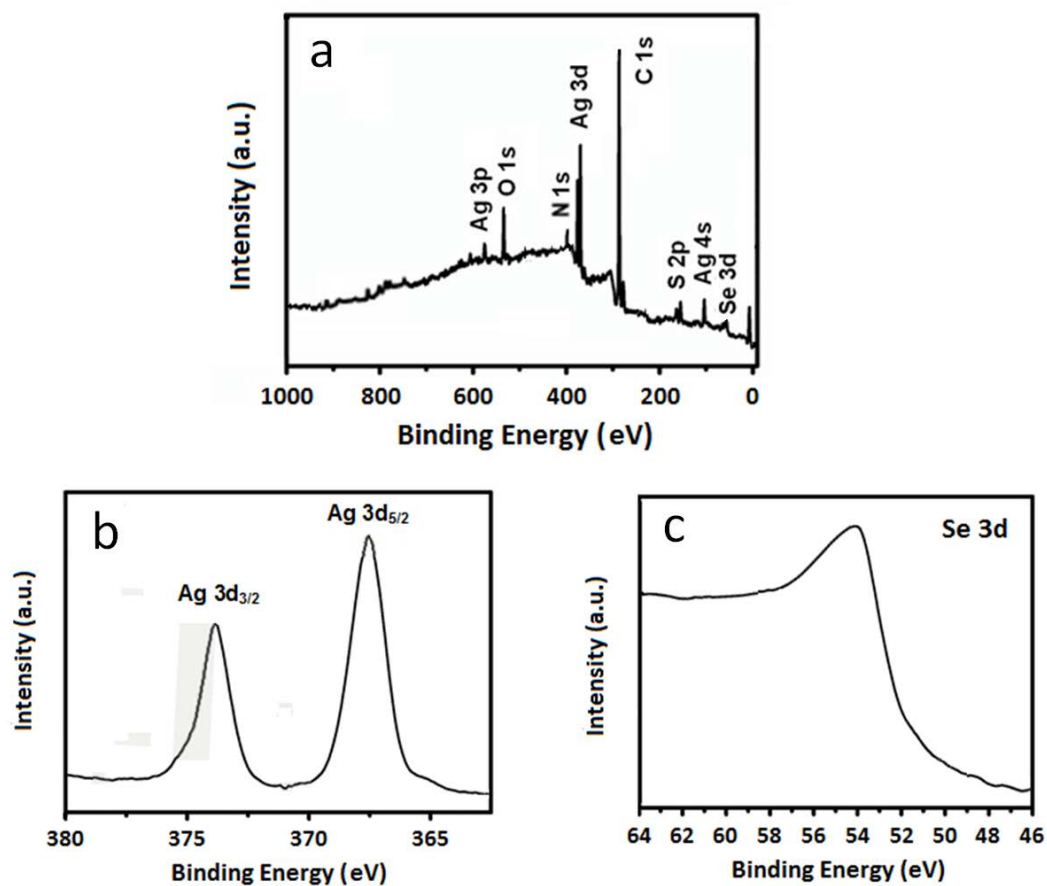 a
Intensity (a.u.)
Ag 3p
O 1s
N 1s
Ag 3d
C 1s
S 2p
Ag 4s
Se 3d
1000 800 600 400 200 0
Binding Energy (eV)
b
Intensity (a.u.)
Ag 3d3/2
Ag 3d5/2
380 375 370 365
Binding Energy (eV)
c
Se 3d
Intensity (a.u.)
64 62 60 58 56 54 52 50 48 46
Binding Energy (eV)